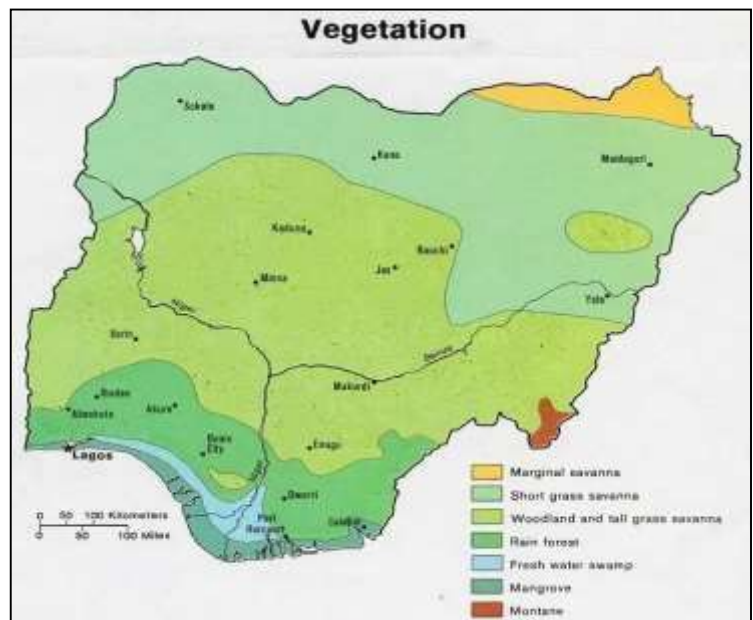 Vegetation
Sokoto
Kano
Maiduguri
Kaduna
Bauchi
Jos
Minna
Yola
Niger
Ilorin
Benue
Makurdi
Ibadan
Abeokuta
Akure
Benin
City
Enugu
Lagos
Niger
Owerri
Port
Harcourt
Calabar
0 50 100 Kilometers
0 50 100 Miles
Marginal savanna
Short grass savanna
Woodland and tall grass savanna
Rain forest
Fresh water swamp
Mangrove
Montane